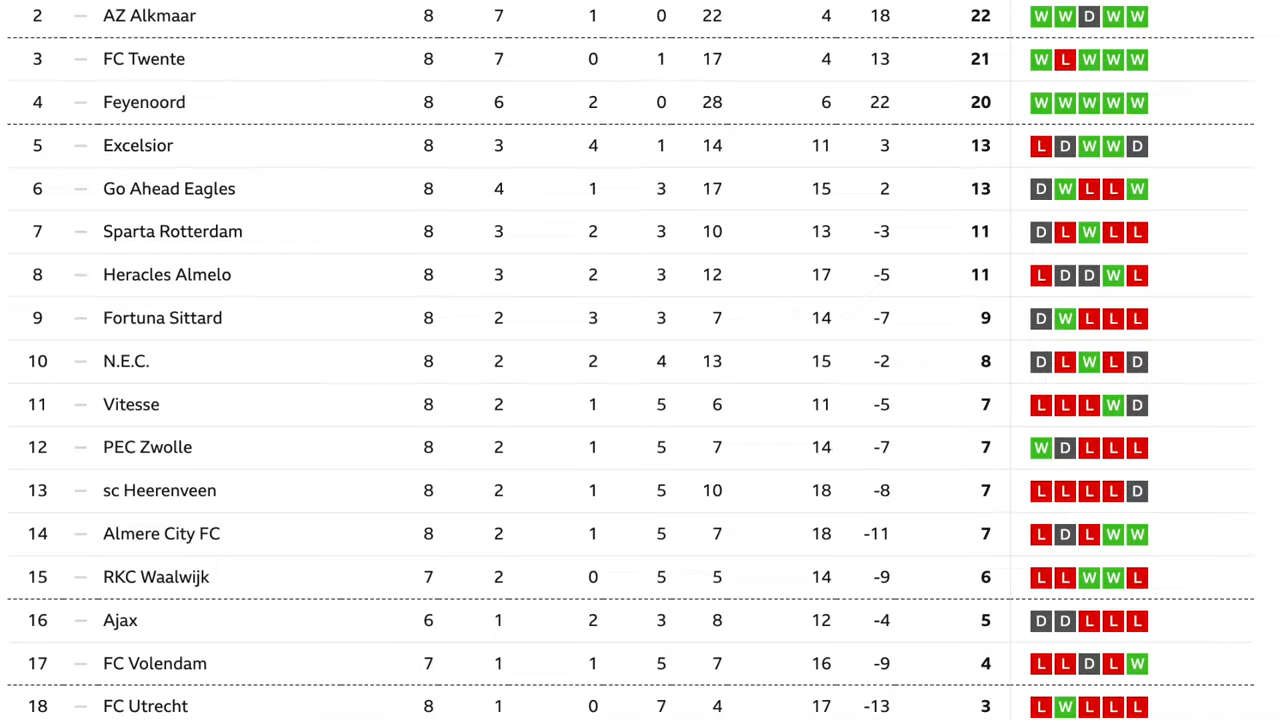 2 AZ Alkmaar 8 7 1 0 22 4 18 22 W W D W W
3 FC Twente 8 7 0 1 17 4 13 21 W L W W W
4 Feyenoord 8 6 2 0 28 6 22 20 W W W W W
5 Excelsior 8 3 4 1 14 11 3 13 L D W W D
6 Go Ahead Eagles 8 4 1 3 17 15 2 13 D W L L W
7 Sparta Rotterdam 8 3 2 3 10 13 -3 11 D L W L L
8 Heracles Almelo 8 3 2 3 12 17 -5 11 L D D W L
9 Fortuna Sittard 8 2 3 3 7 14 -7 9 D W L L L
10 N.E.C. 8 2 2 4 13 15 -2 8 D L W L D
11 Vitesse 8 2 1 5 6 11 -5 7 L L L W D
12 PEC Zwolle 8 2 1 5 7 14 -7 7 W D L L L
13 sc Heerenveen 8 2 1 5 10 18 -8 7 L L L L D
14 Almere City FC 8 2 1 5 7 18 -11 7 L D L W W
15 RKC Waalwijk 7 2 0 5 5 14 -9 6 L L W W L
16 Ajax 6 1 2 3 8 12 -4 5 D D L L L
17 FC Volendam 7 1 1 5 7 16 -9 4 L L D L W
18 FC Utrecht 8 1 0 7 4 17 -13 3 L W L L L